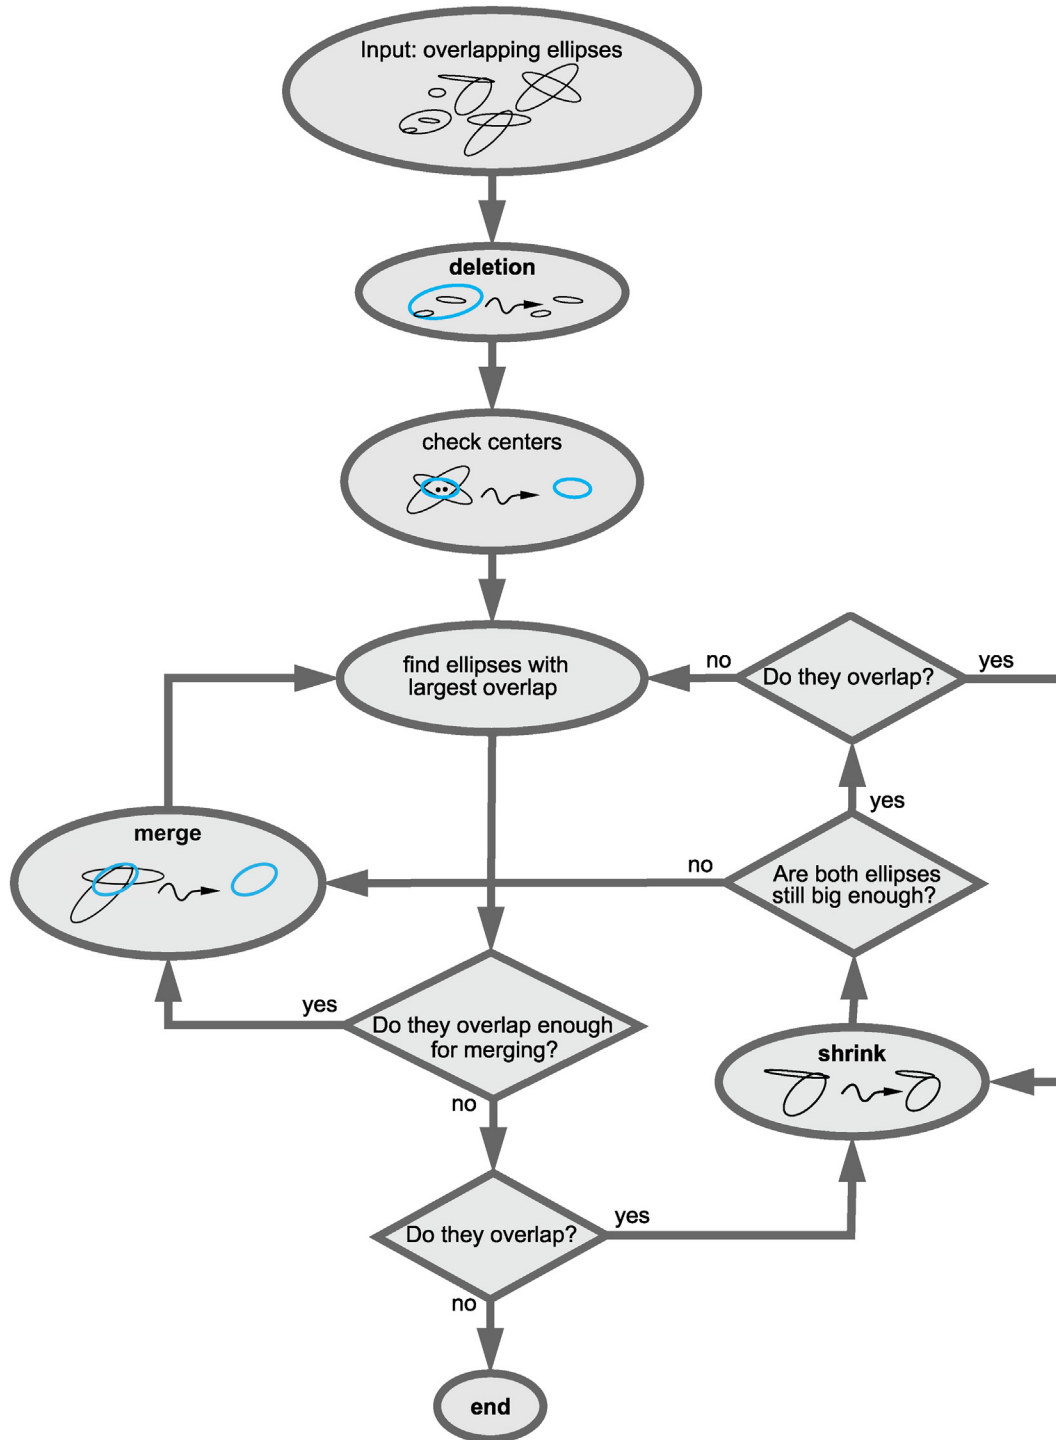 Input: overlapping ellipses
deletion
check centers
find ellipses with
largest overlap
no
Do they overlap?
yes
yes
merge
no
Are both ellipses
still big enough?
yes
Do they overlap enough
for merging?
shrink
no
Do they overlap?
yes
no
end